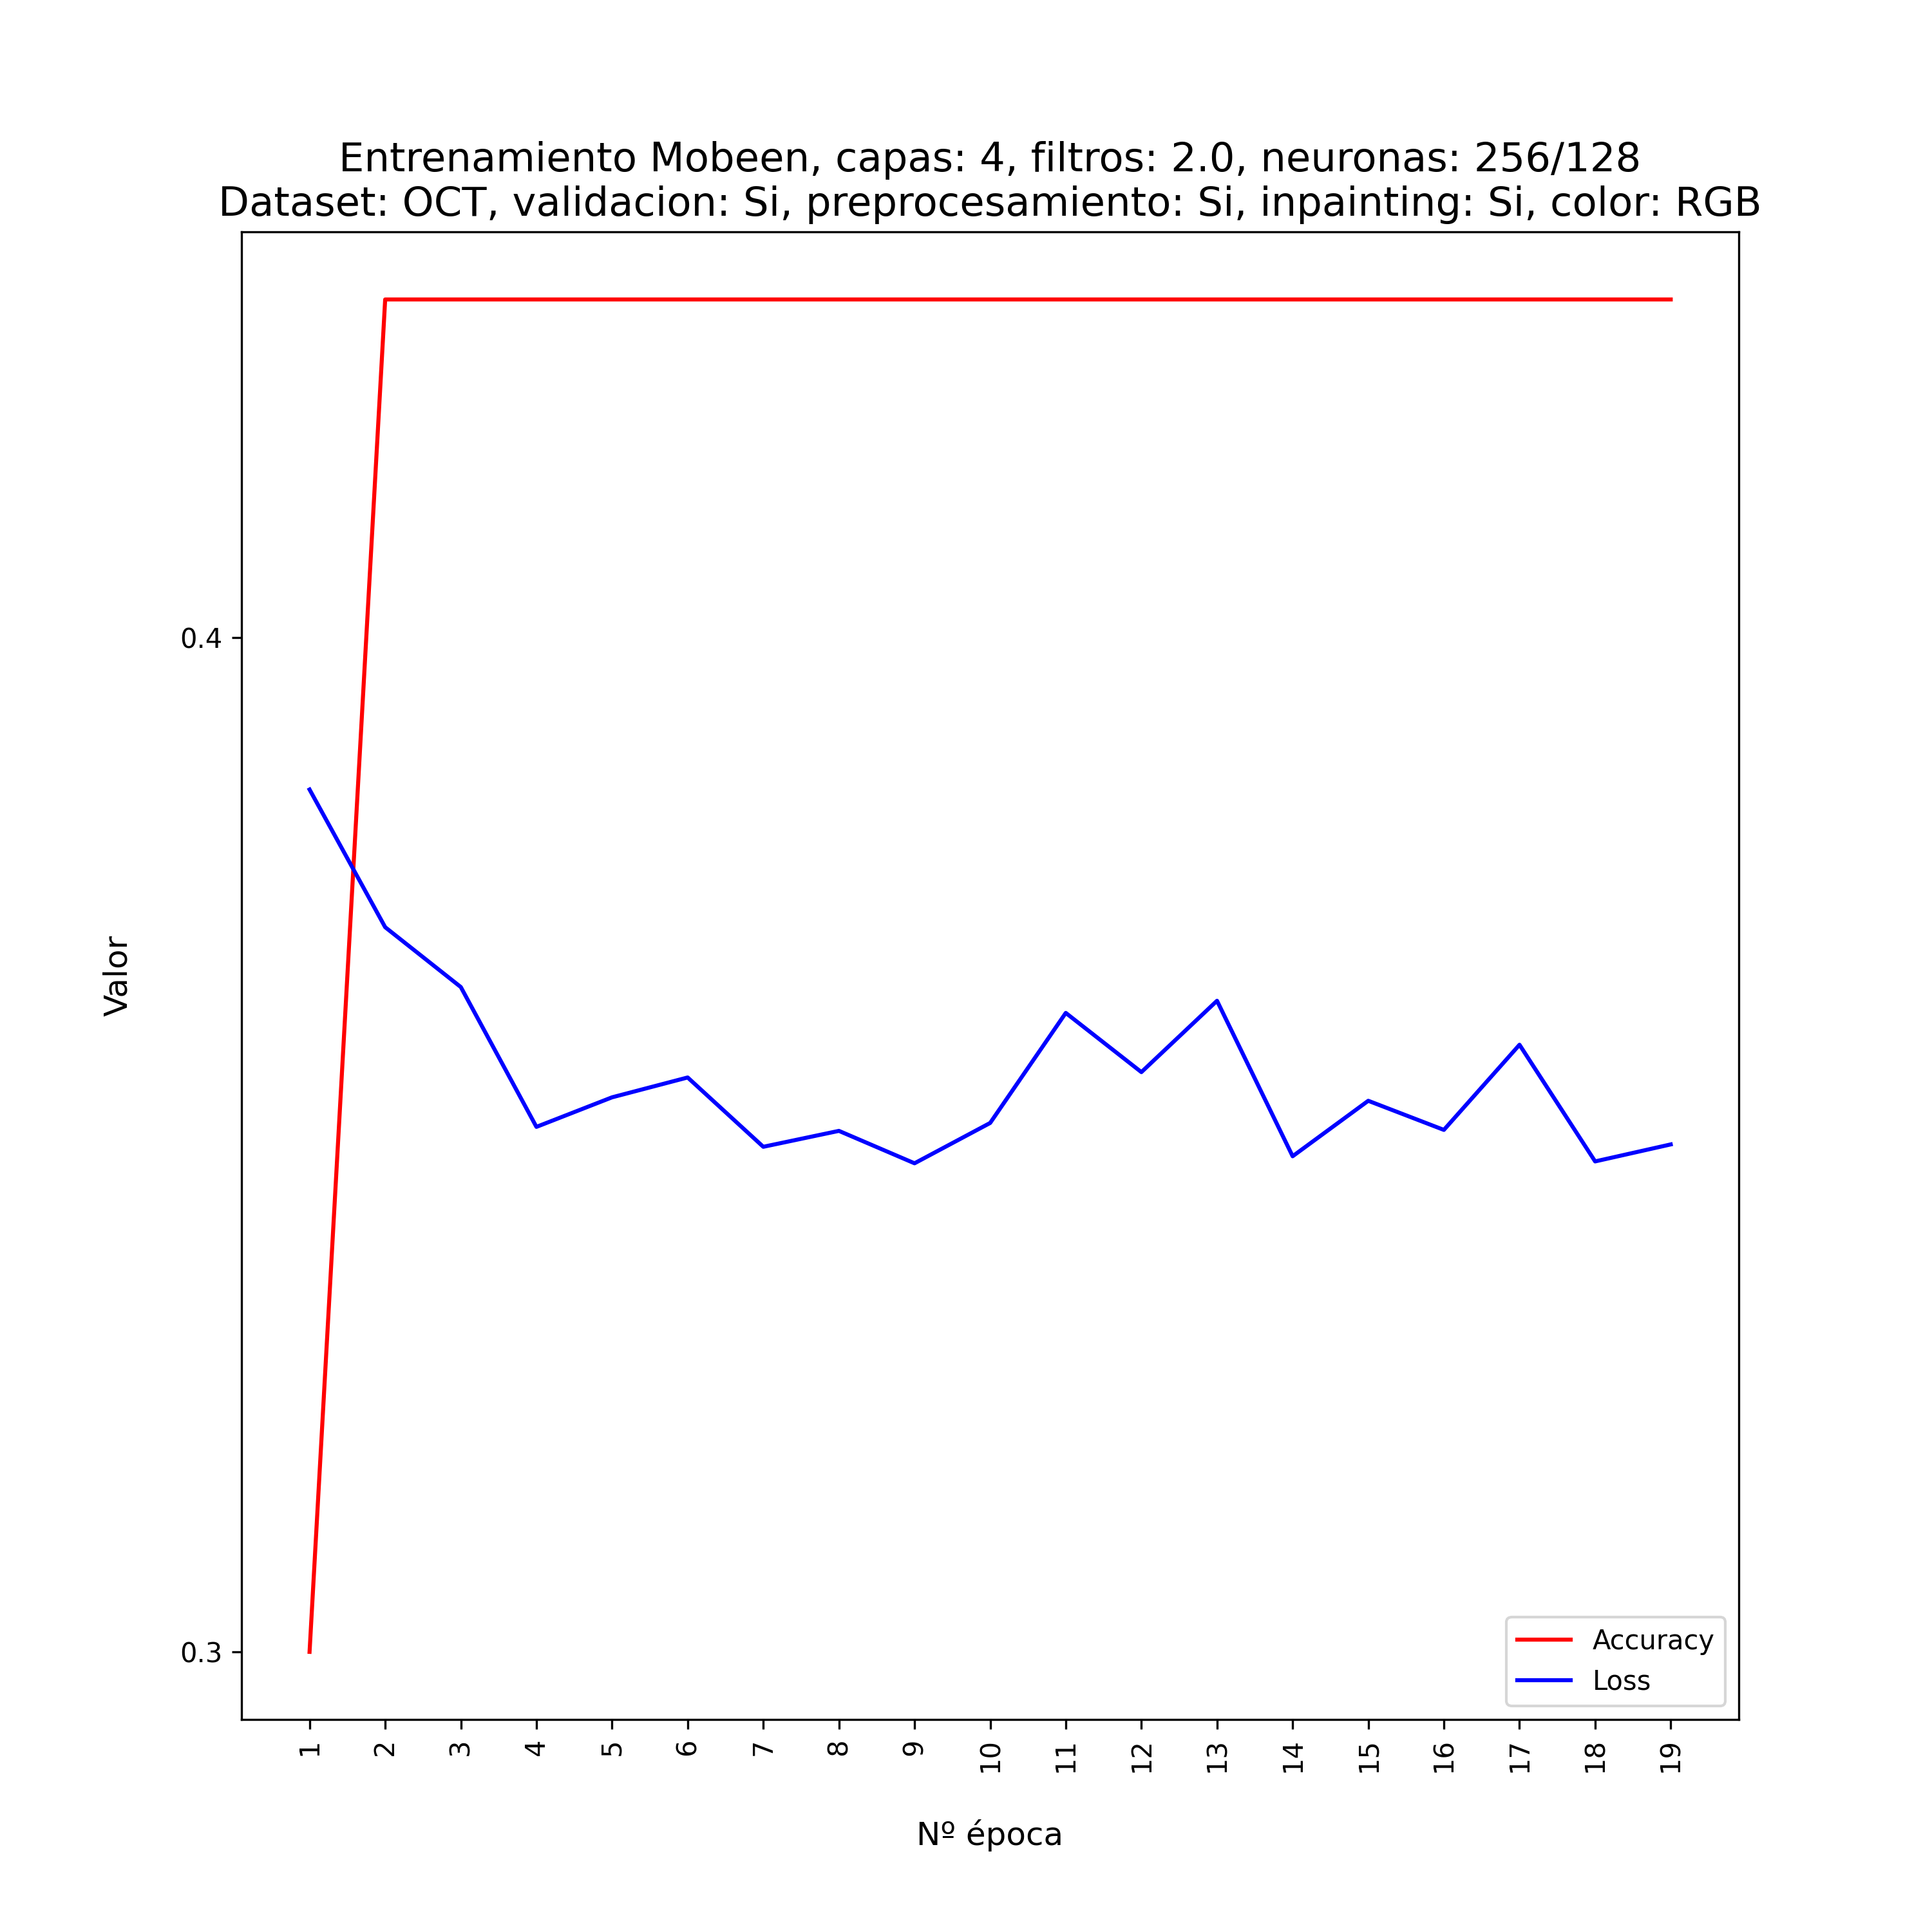 Entrenamiento Mobeen, capas: 4, filtros: 2.0, neuronas: 256/128
Dataset: OCT, validacion: Si, preprocesamiento: Si, inpainting: Si, color: RGB
Valor
0.4
0.3
Accuracy
Loss
1 2 3 4 5 6 7 8 9 10 11 12 13 14 15 16 17 18 19
Nº época